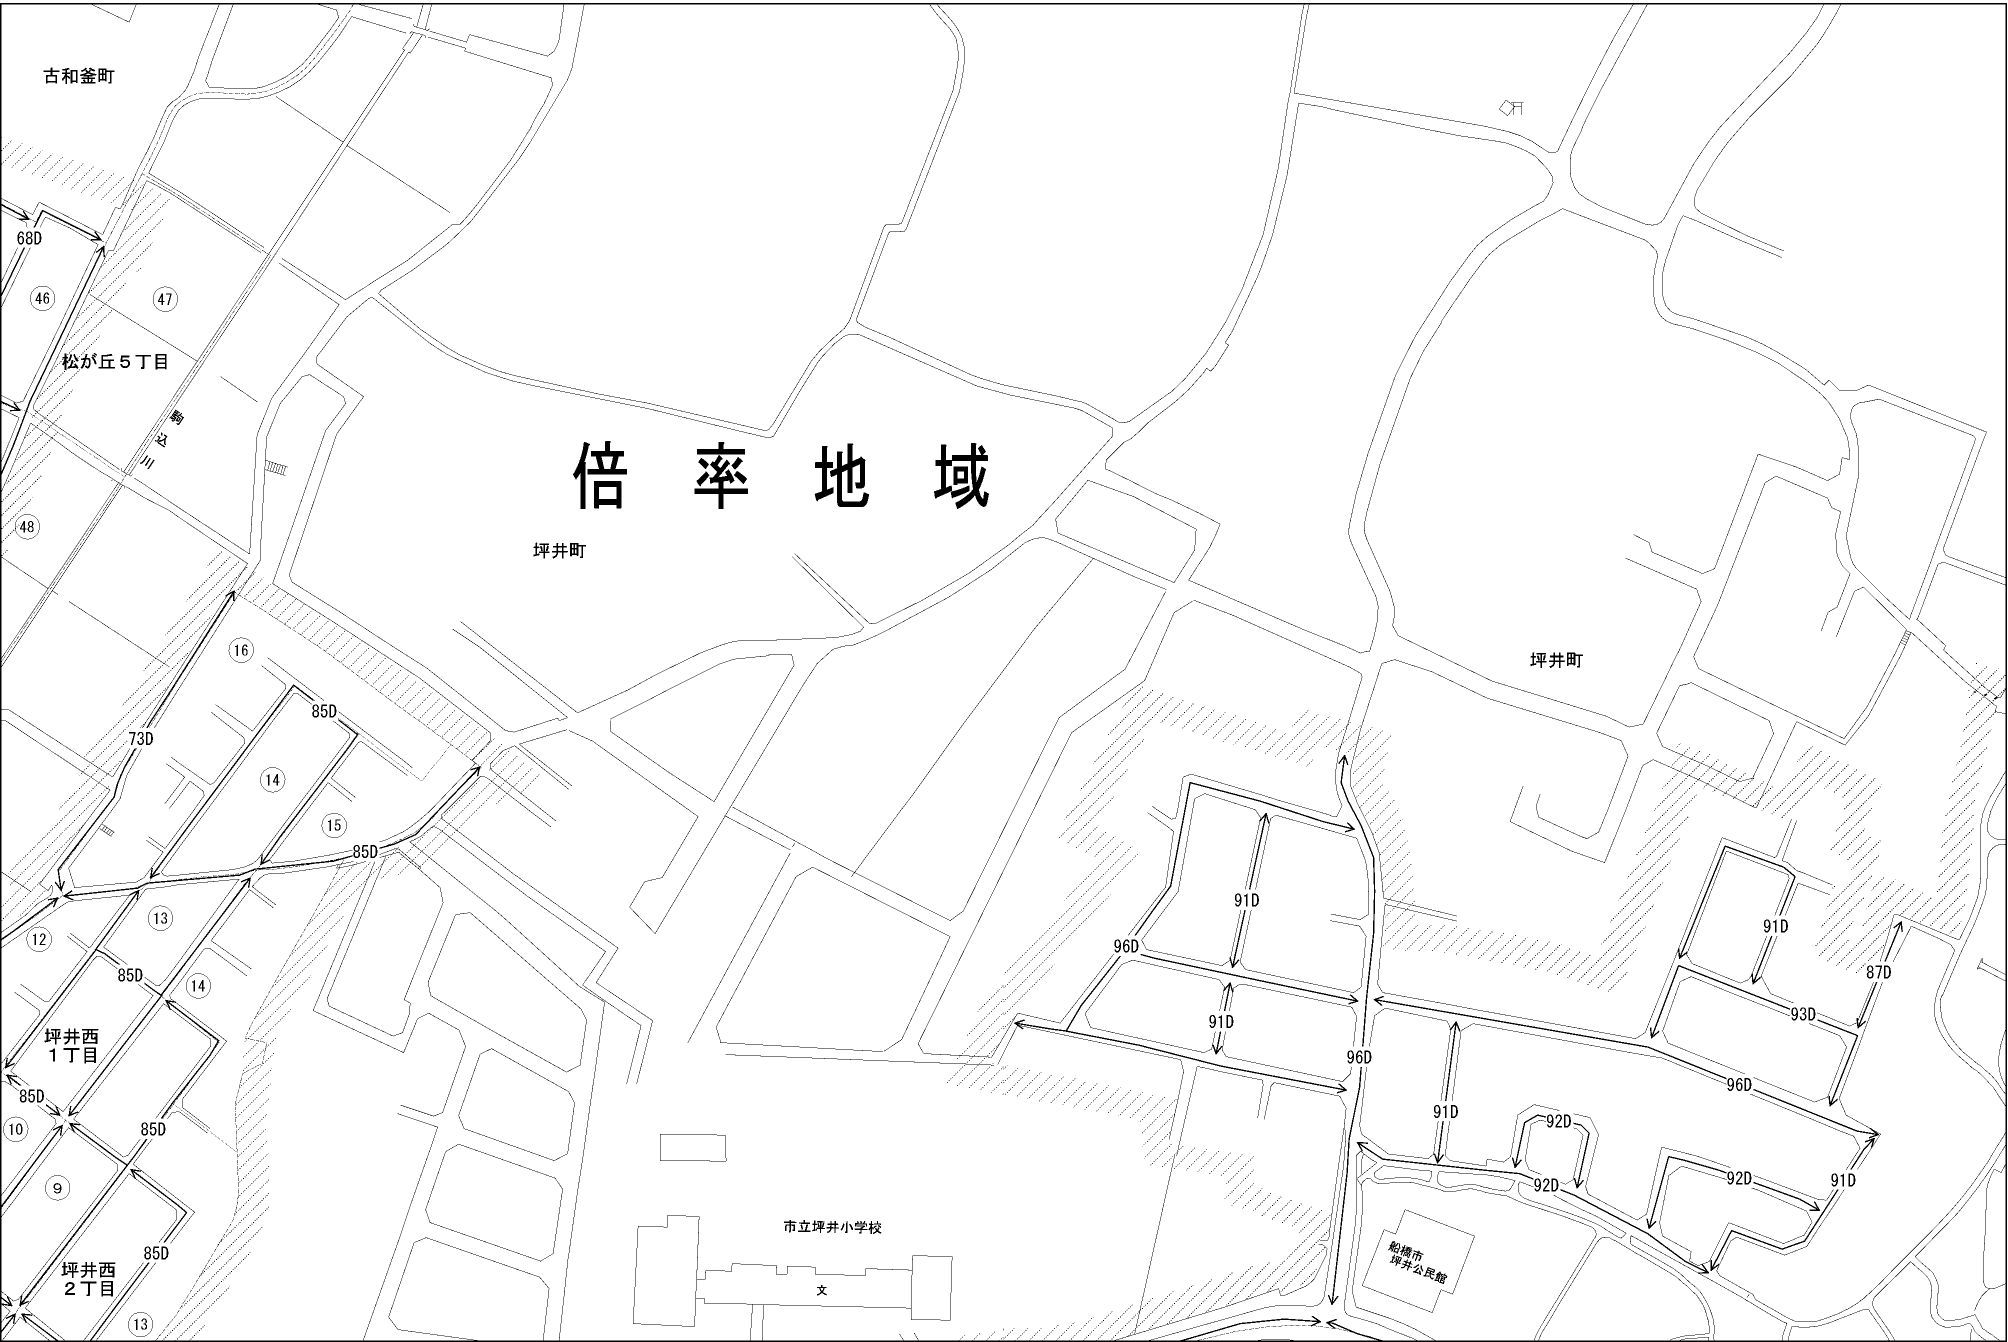 古和釜町
68D
46
47
松が丘５丁目
駒込川
倍率地域
坪井町
48
16
坪井町
85D
73D
14
15
85D
91D
91D
13
12
96D
87D
85D
14
93D
91D
坪井西
１丁目
96D
96D
85D
91D
92D
10
85D
92D
92D
91D
9
市立坪井小学校
85D
船橋市
坪井公民館
坪井西
２丁目
文
13